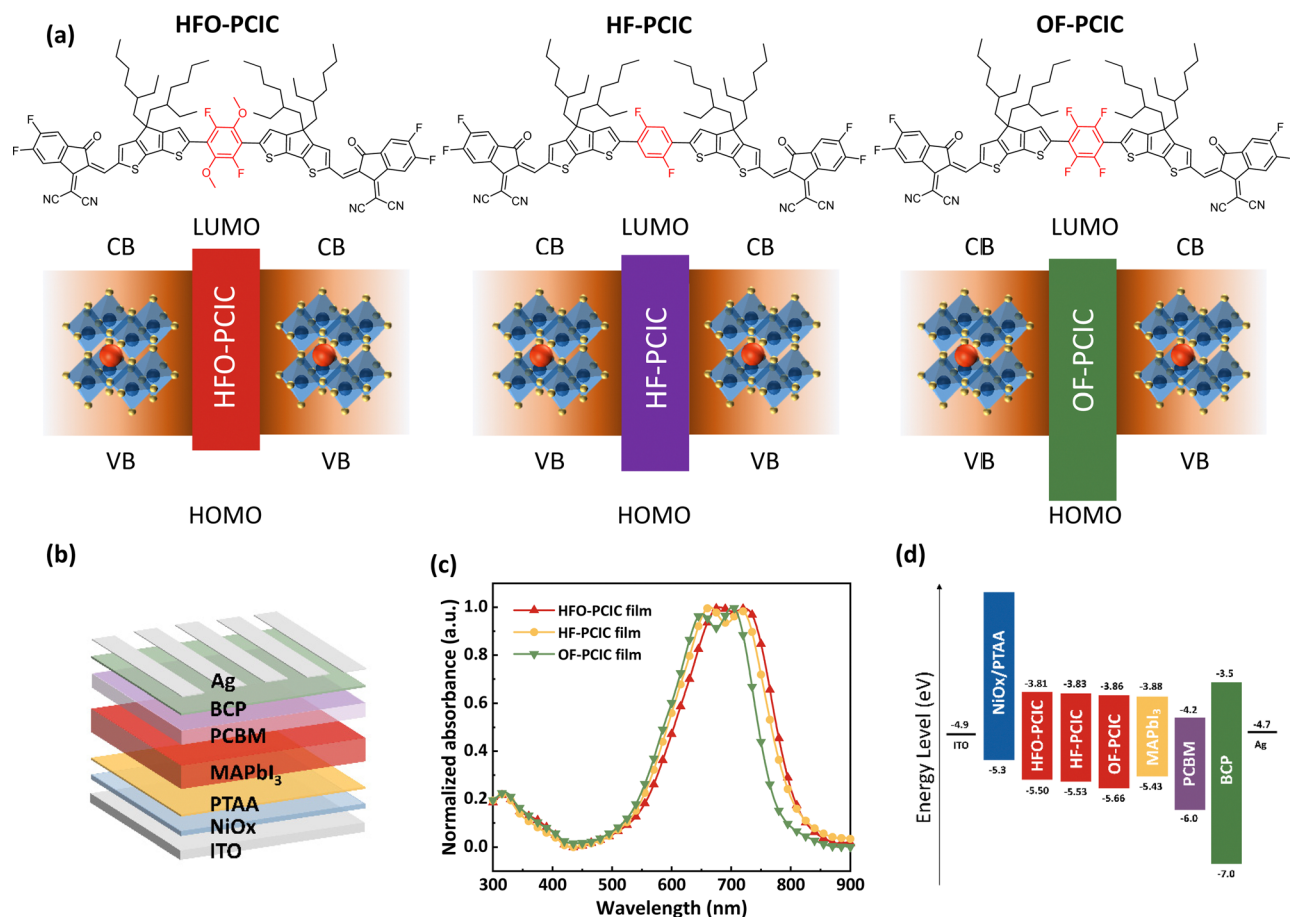 (a)
HFO-PCIC
HF-PCIC
OF-PCIC
F
F
O
S
S
NC
CN
F
O
O
F
S
S
O
F
F
NC
CN
F
F
O
S
S
NC
CN
F
F
S
S
O
F
F
NC
CN
F
F
O
S
S
NC
CN
F
F
F
F
S
S
O
F
NC
CN
LUMO
LUMO
LUMO
CB
CB
CB
CB
CB
CB
HFO-PCIC
HF-PCIC
OF-PCIC
VB
VB
VB
VB
VB
VB
HOMO
HOMO
HOMO
(b)
Ag
BCP
PCBM
MAPbI₃
PTAA
NiOx
ITO
(c)
Normalized absorbance (a.u.)
1.0
0.8
0.6
0.4
0.2
0.0
HFO-PCIC film
HF-PCIC film
OF-PCIC film
300 400 500 600 700 800 900
Wavelength (nm)
(d)
Energy Level (eV)
-4.9
ITO
NiOx/PTAA
-5.3
-3.81
HFO-PCIC
-5.50
-3.83
HF-PCIC
-5.53
-3.86
OF-PCIC
-5.66
-3.88
MAPbI₃
-5.43
-4.2
PCBM
-6.0
-3.5
BCP
-7.0
-4.7
Ag